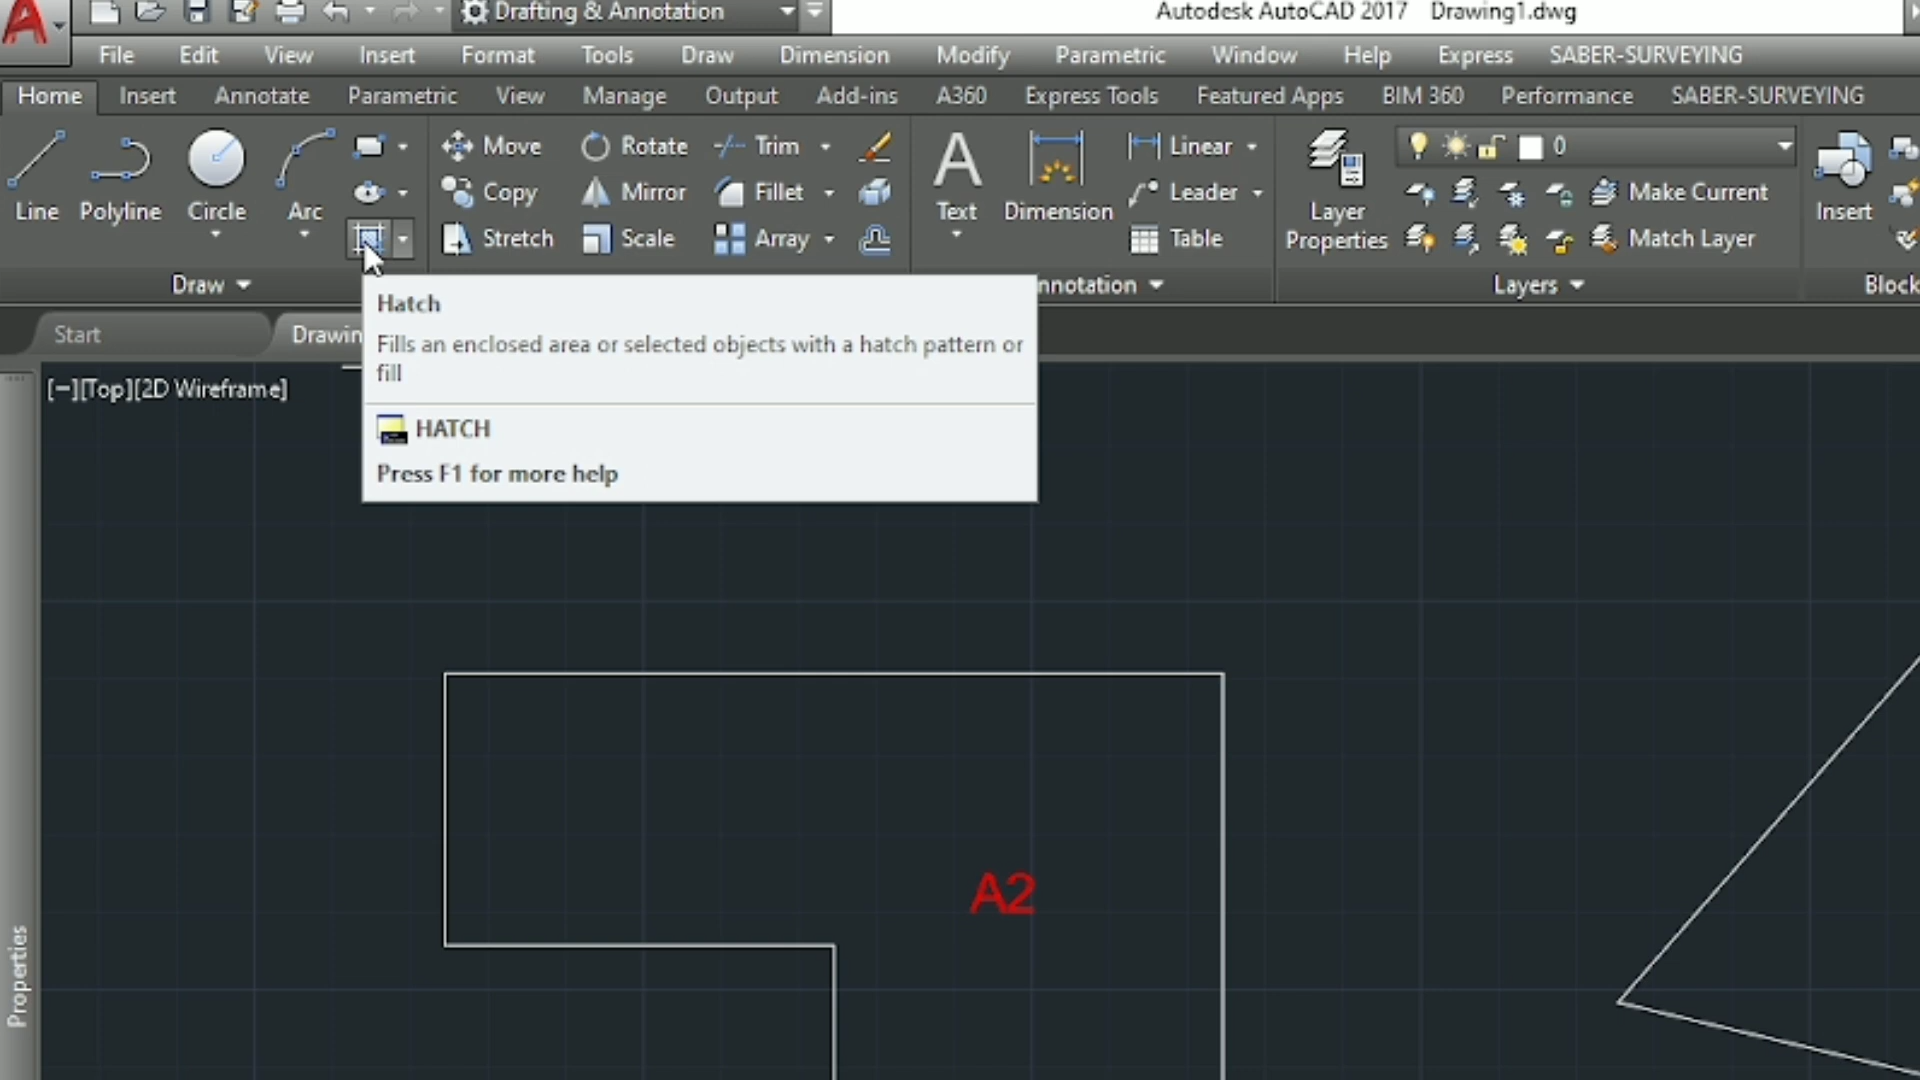 Drafting & Annotation
Autodesk AutoCAD 2017 Drawing1.dwg
File Edit View Insert Format Tools Draw Dimension Modify Parametric Window Help Express SABER-SURVEYING
Home Insert Annotate Parametric View Manage Output Add-ins A360 Express Tools Featured Apps BIM 360 Performance SABER-SURVEYING
Move Rotate Trim Linear 0
Copy Mirror Fillet Leader Make Current
Line Polyline Circle Arc Text Dimension Layer Properties Insert
Stretch Scale Array Table Match Layer
Draw nnotation Layers Block
Start Drawin
Hatch
Fills an enclosed area or selected objects with a hatch pattern or
fill
HATCH
Press F1 for more help
[−][Top][2D Wireframe]
A2
Properties